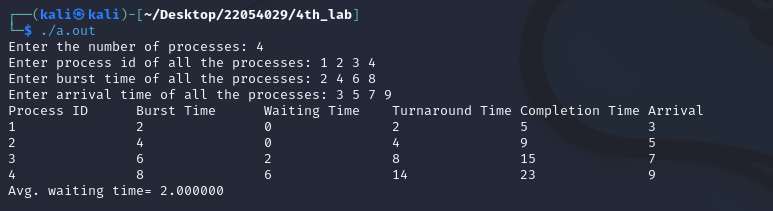 ┌──(kali㉿kali)-[~/Desktop/22054029/4th_lab]
└─$ ./a.out
Enter the number of processes: 4
Enter process id of all the processes: 1 2 3 4
Enter burst time of all the processes: 2 4 6 8
Enter arrival time of all the processes: 3 5 7 9
Process ID      Burst Time      Waiting Time    Turnaround Time Completion Time Arrival
1               2               0               2               5               3
2               4               0               4               9               5
3               6               2               8               15              7
4               8               6               14              23              9
Avg. waiting time= 2.000000